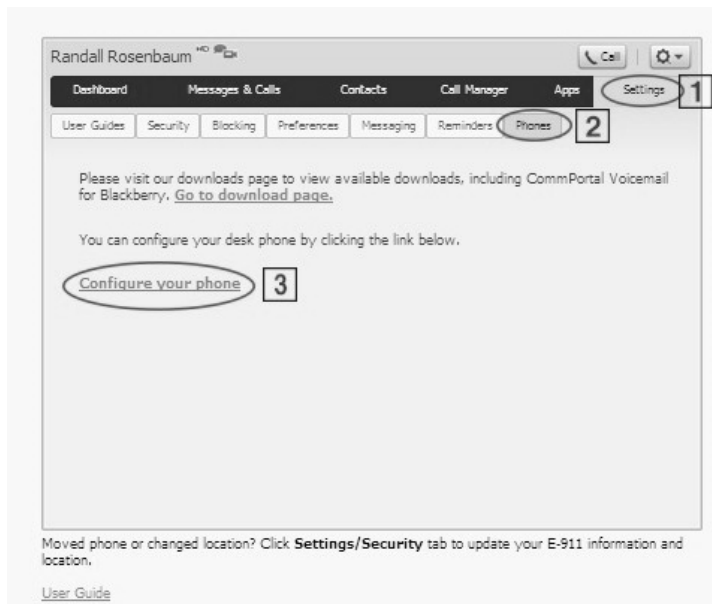 Randall Rosenbaum HD
Call
Dashboard Messages & Calls Contacts Call Manager Apps Settings 1
User Guides Security Blocking Preferences Messaging Reminders Phones 2
Please visit our downloads page to view available downloads, including CommPortal Voicemail
for Blackberry. Go to download page.
You can configure your desk phone by clicking the link below.
Configure your phone 3
Moved phone or changed location? Click Settings/Security tab to update your E-911 information and
location.
User Guide